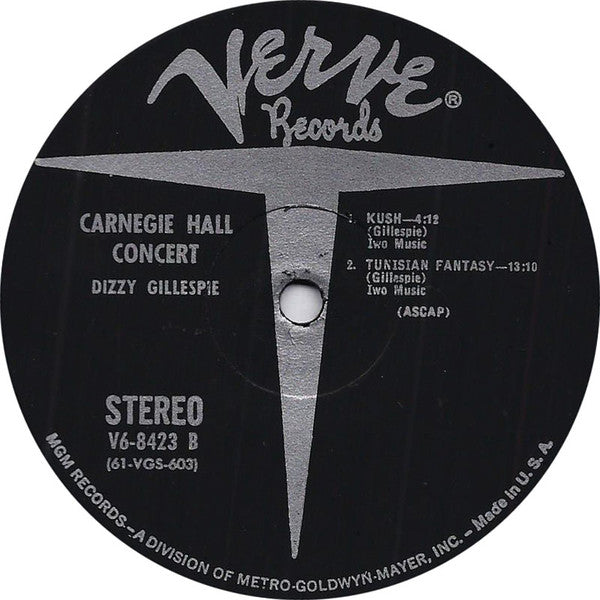 VERVE ®
Records
CARNEGIE HALL
CONCERT
DIZZY GILLESPIE
1. KUSH—4:12
(Gillespie)
Iwo Music
2. TUNISIAN FANTASY—13:10
(Gillespie)
Iwo Music
(ASCAP)
STEREO
V6-8423 B
(61-VGS-603)
MGM RECORDS—A DIVISION OF METRO-GOLDWYN-MAYER, INC. – Made in U.S.A.